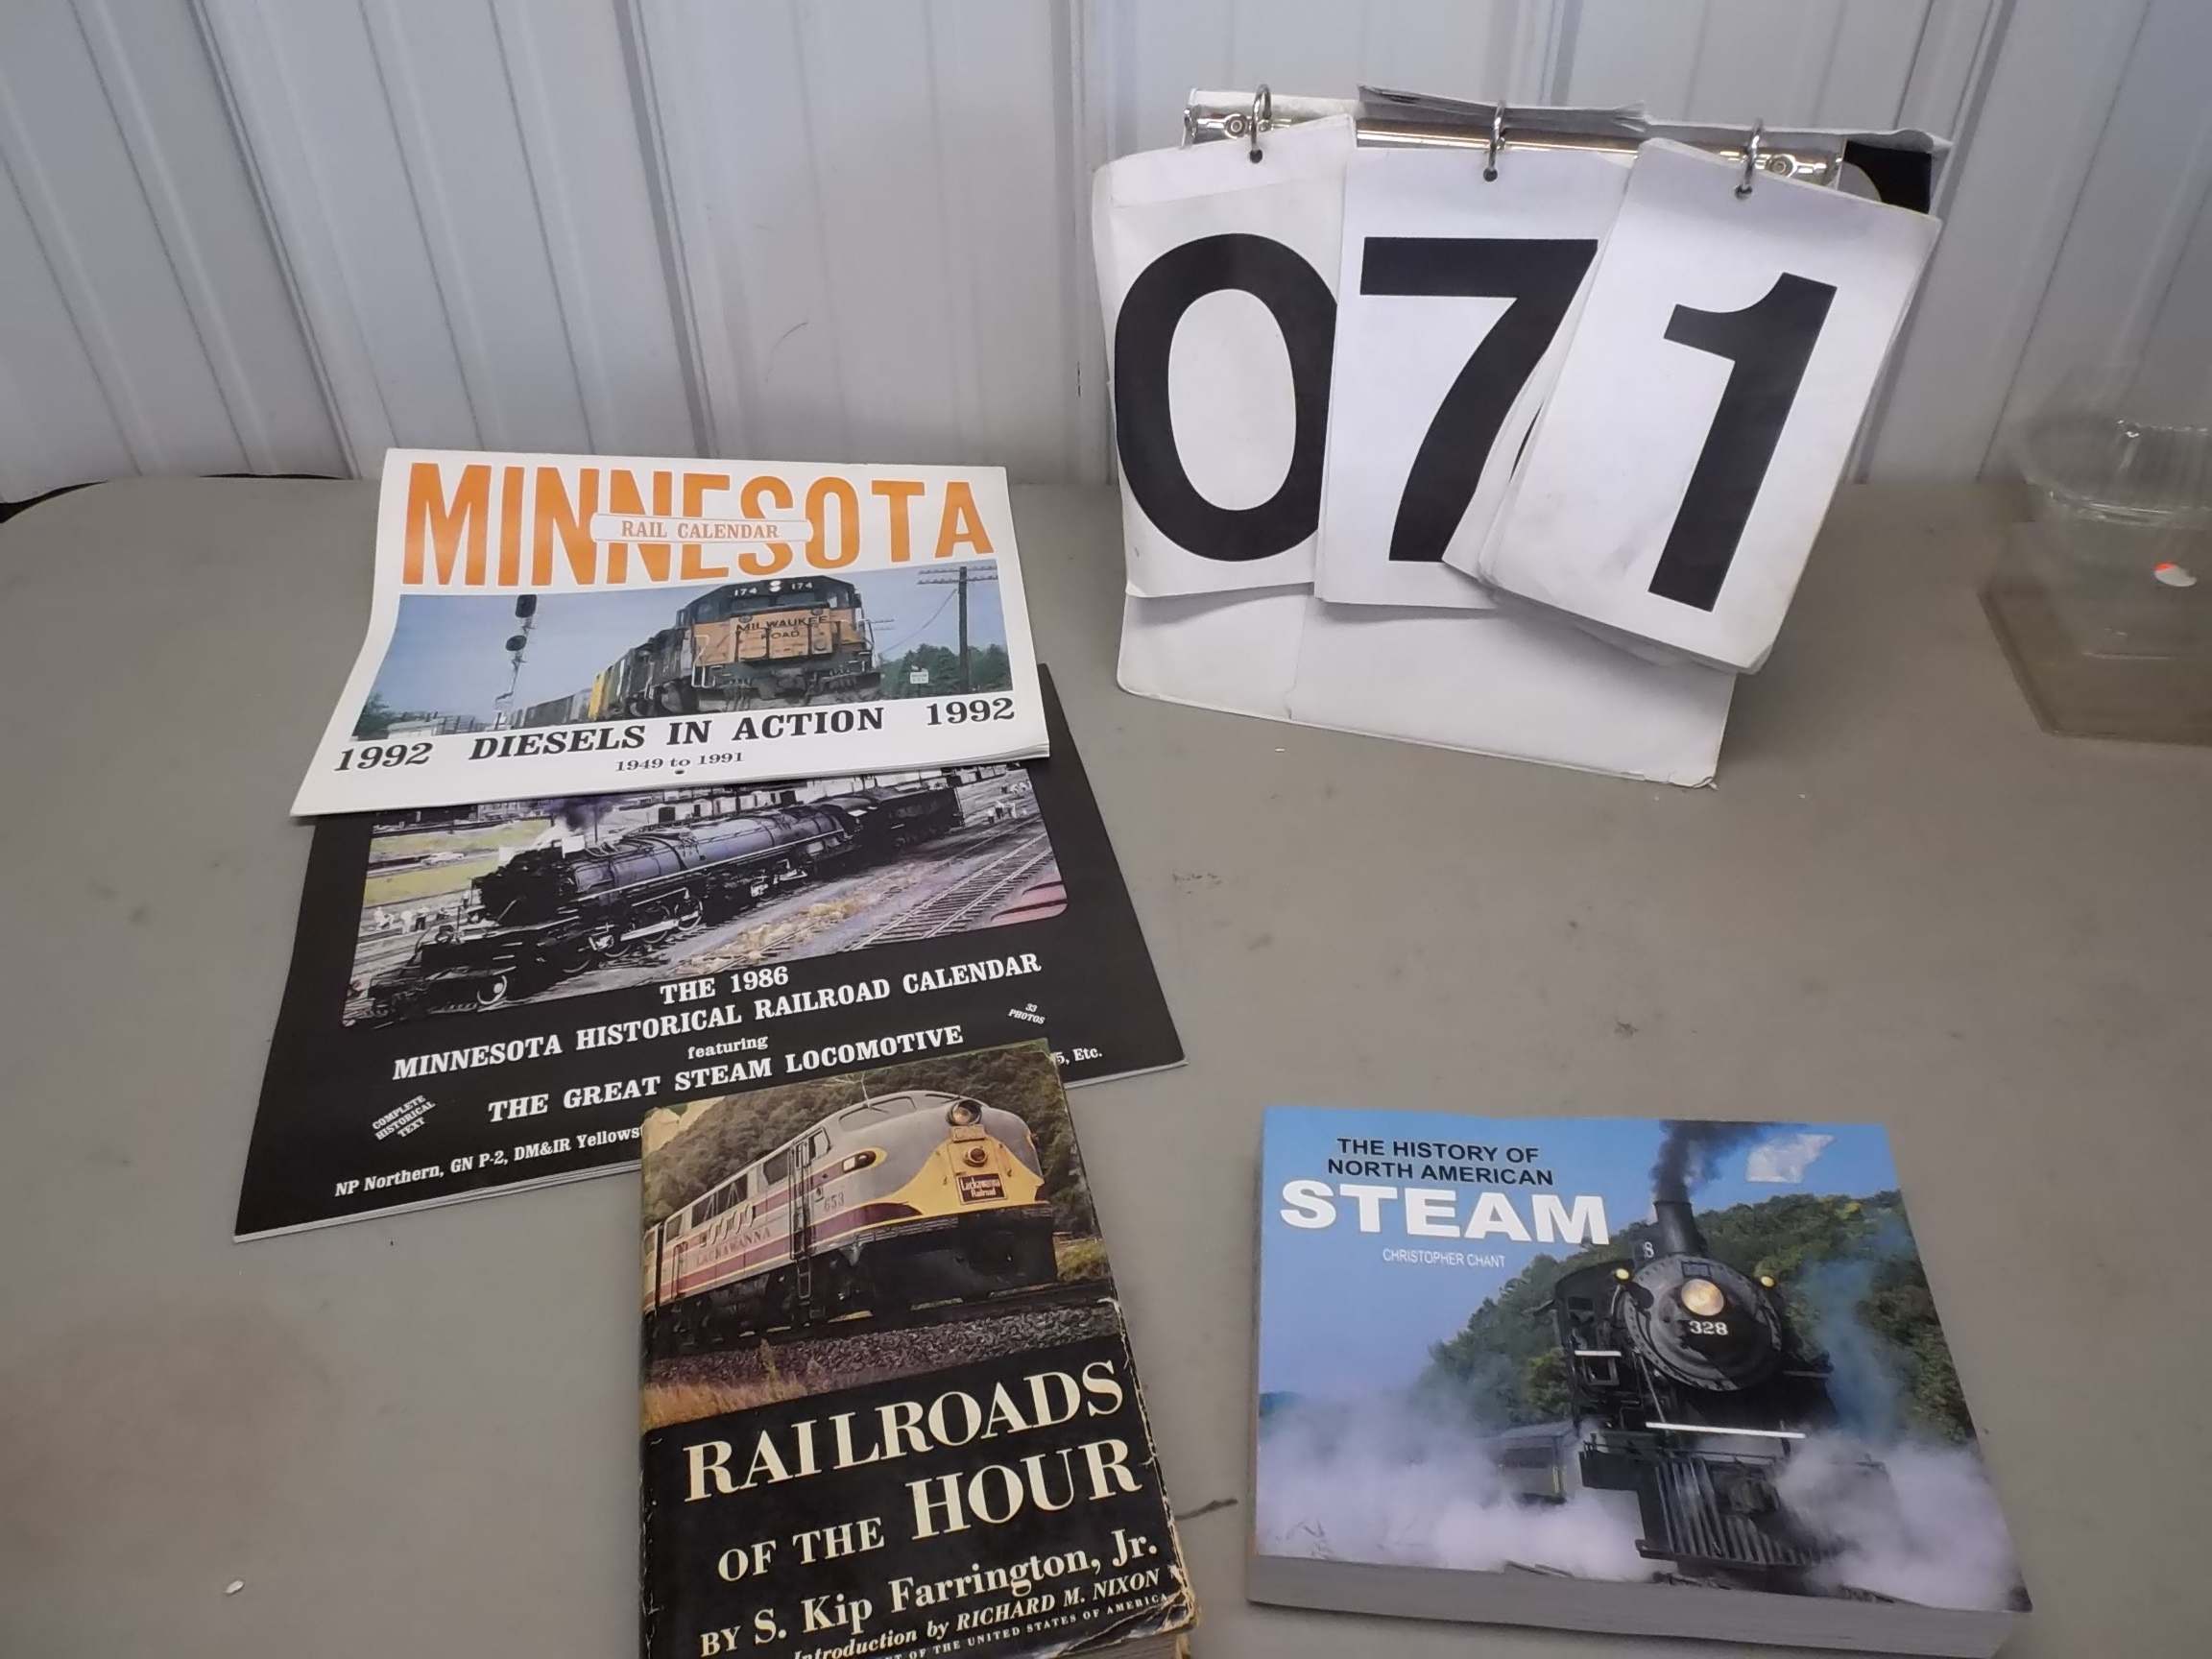 0 7 1
MINNESOTA
RAIL CALENDAR
174 174
MILWAUKEE
ROAD
1992 DIESELS IN ACTION 1992
1949 to 1991
THE 1986
MINNESOTA HISTORICAL RAILROAD CALENDAR
33
PHOTOS
featuring
THE GREAT STEAM LOCOMOTIVE
COMPLETE
HISTORICAL
TEXT
NP Northern, GN P-2, DM&IR Yellowst 5, Etc.
Lackawanna
Railroad
653
LACKAWANNA
RAILROADS
OF THE HOUR
BY S. Kip Farrington, Jr.
Introduction by RICHARD M. NIXON
OF THE UNITED STATES OF AMERICA
THE HISTORY OF
NORTH AMERICAN
STEAM
CHRISTOPHER CHANT
8
328